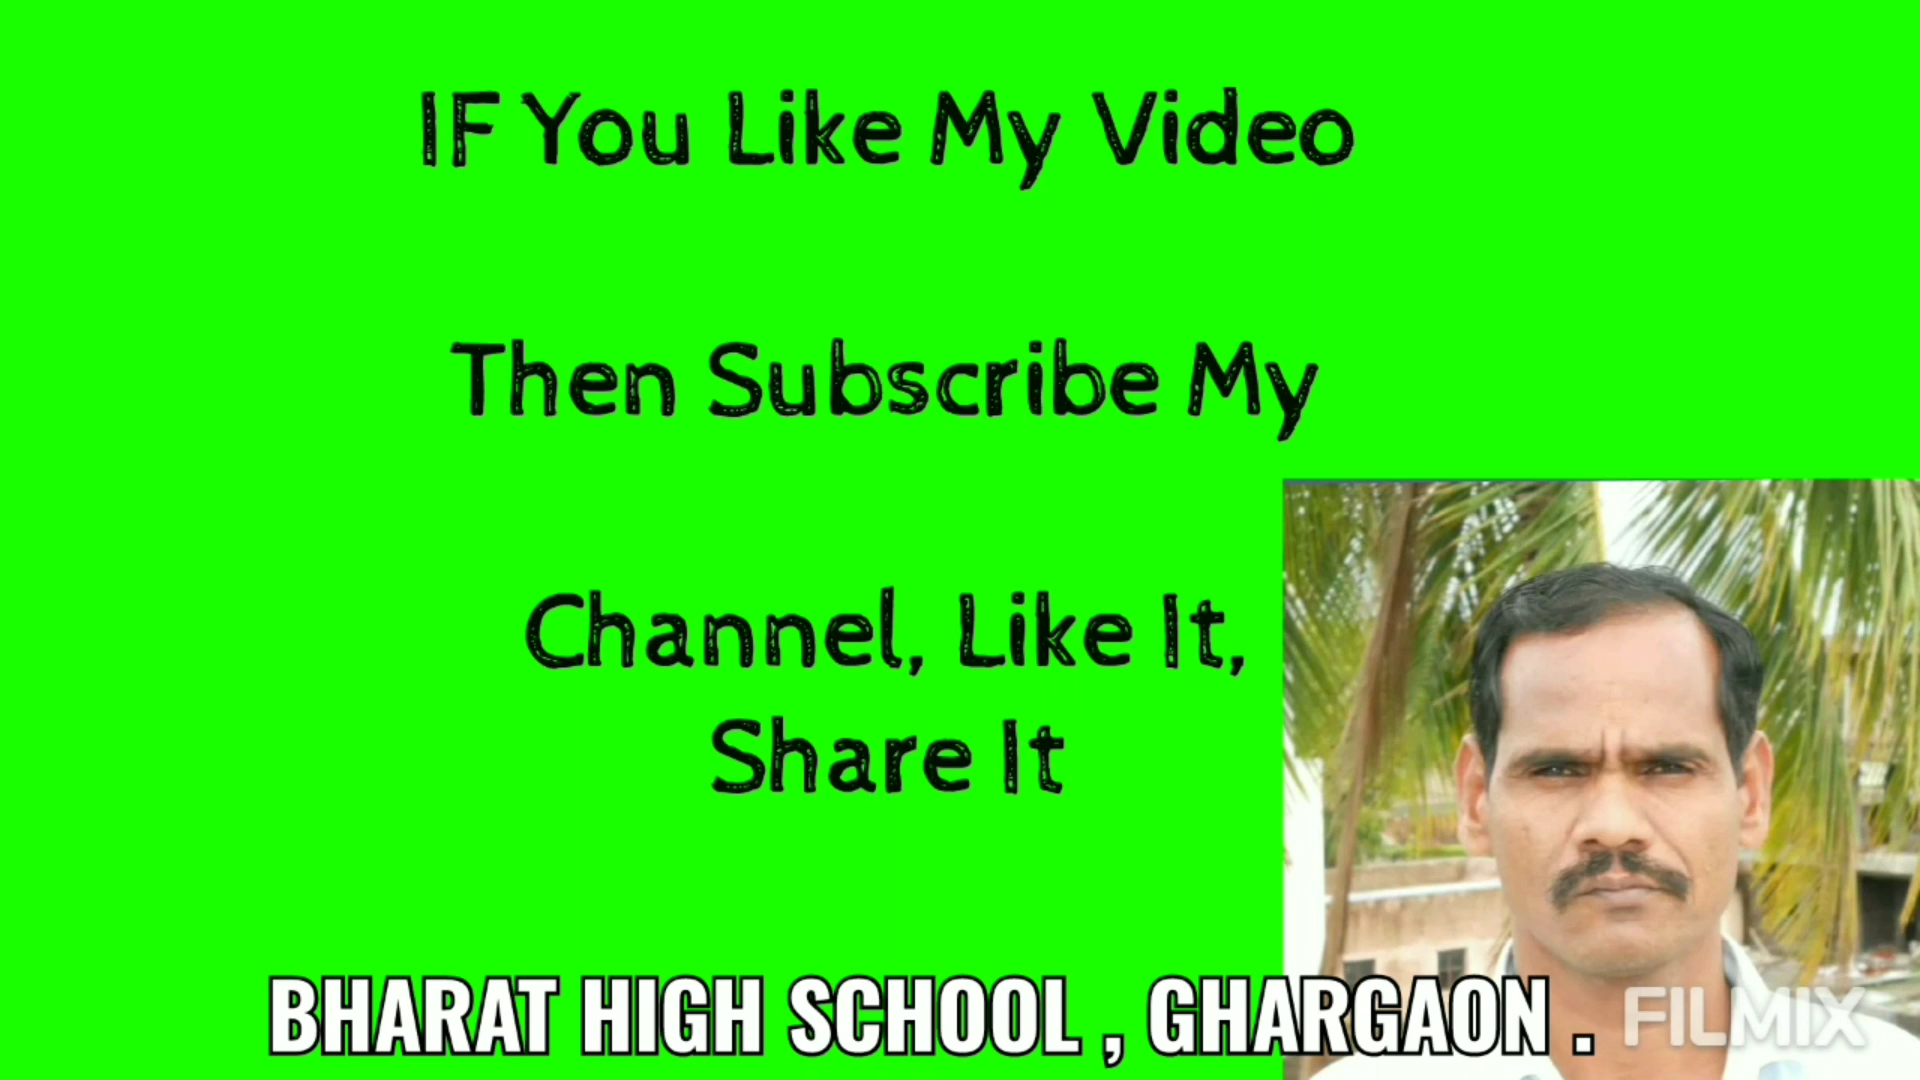 IF You Like My Video
Then Subscribe My
Channel, Like It,
Share It
BHARAT HIGH SCHOOL , GHARGAON .
FILMIX